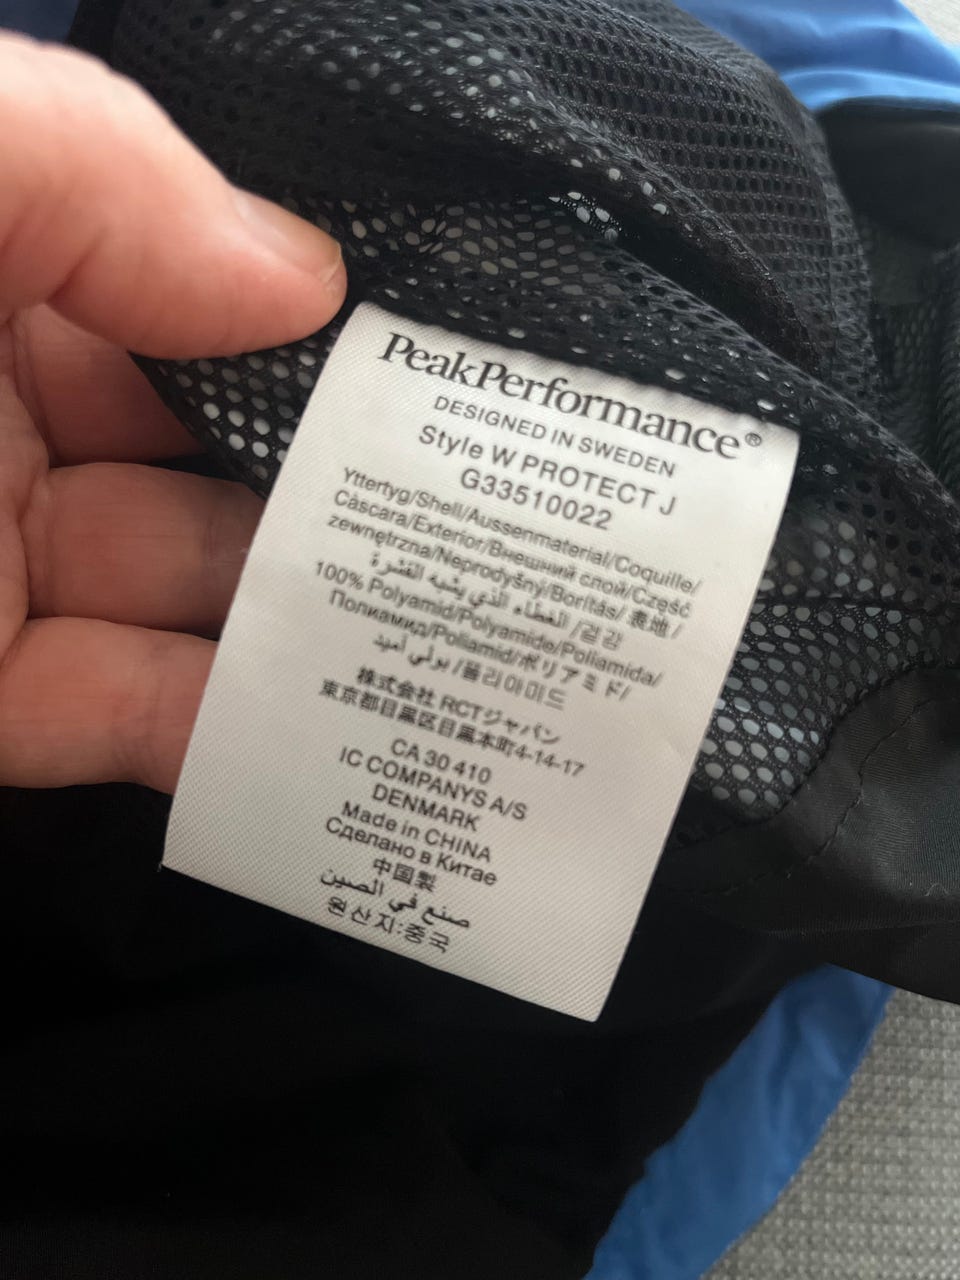 PeakPerformance®
DESIGNED IN SWEDEN
Style W PROTECT J
G33510022
Yttertyg/Shell/Aussenmaterial/Coquille/
Càscara/Exterior/Внешний слой/Część
zewnętrzna/Neprodyšný/Borítás/ 表地 /
الغطاء الذي يشبه القشرة /겉감
100% Polyamid/Polyamide/Poliamida/
Полиамид/Poliamid/ポリアミド/
بولي أميد /폴리아미드
株式会社 RCTジャパン
東京都目黒区目黒本町4-14-17
CA 30 410
IC COMPANYS A/S
DENMARK
Made in CHINA
Сделано в Китае
中国製
صنع في الصين
원산지:중국